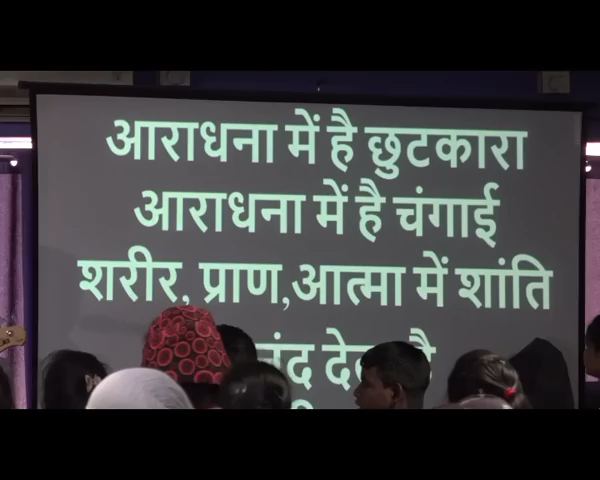 आराधना में है छुटकारा
आराधना में है चंगाई
शरीर, प्राण,आत्मा में शांति